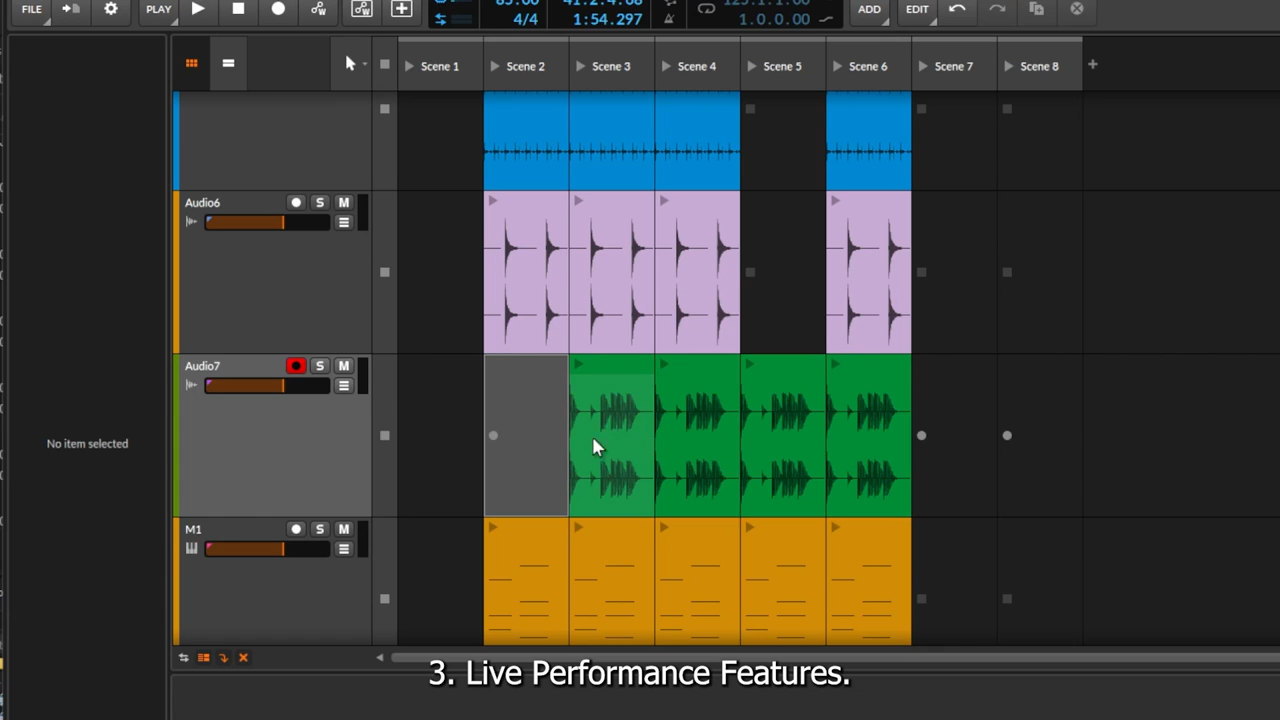 FILE PLAY ADD EDIT
4/4 1:54.297 1.0.0.00
Scene 1 Scene 2 Scene 3 Scene 4 Scene 5 Scene 6 Scene 7 Scene 8 +
Audio6 S M
Audio7 S M
No item selected
M1 S M
3. Live Performance Features.